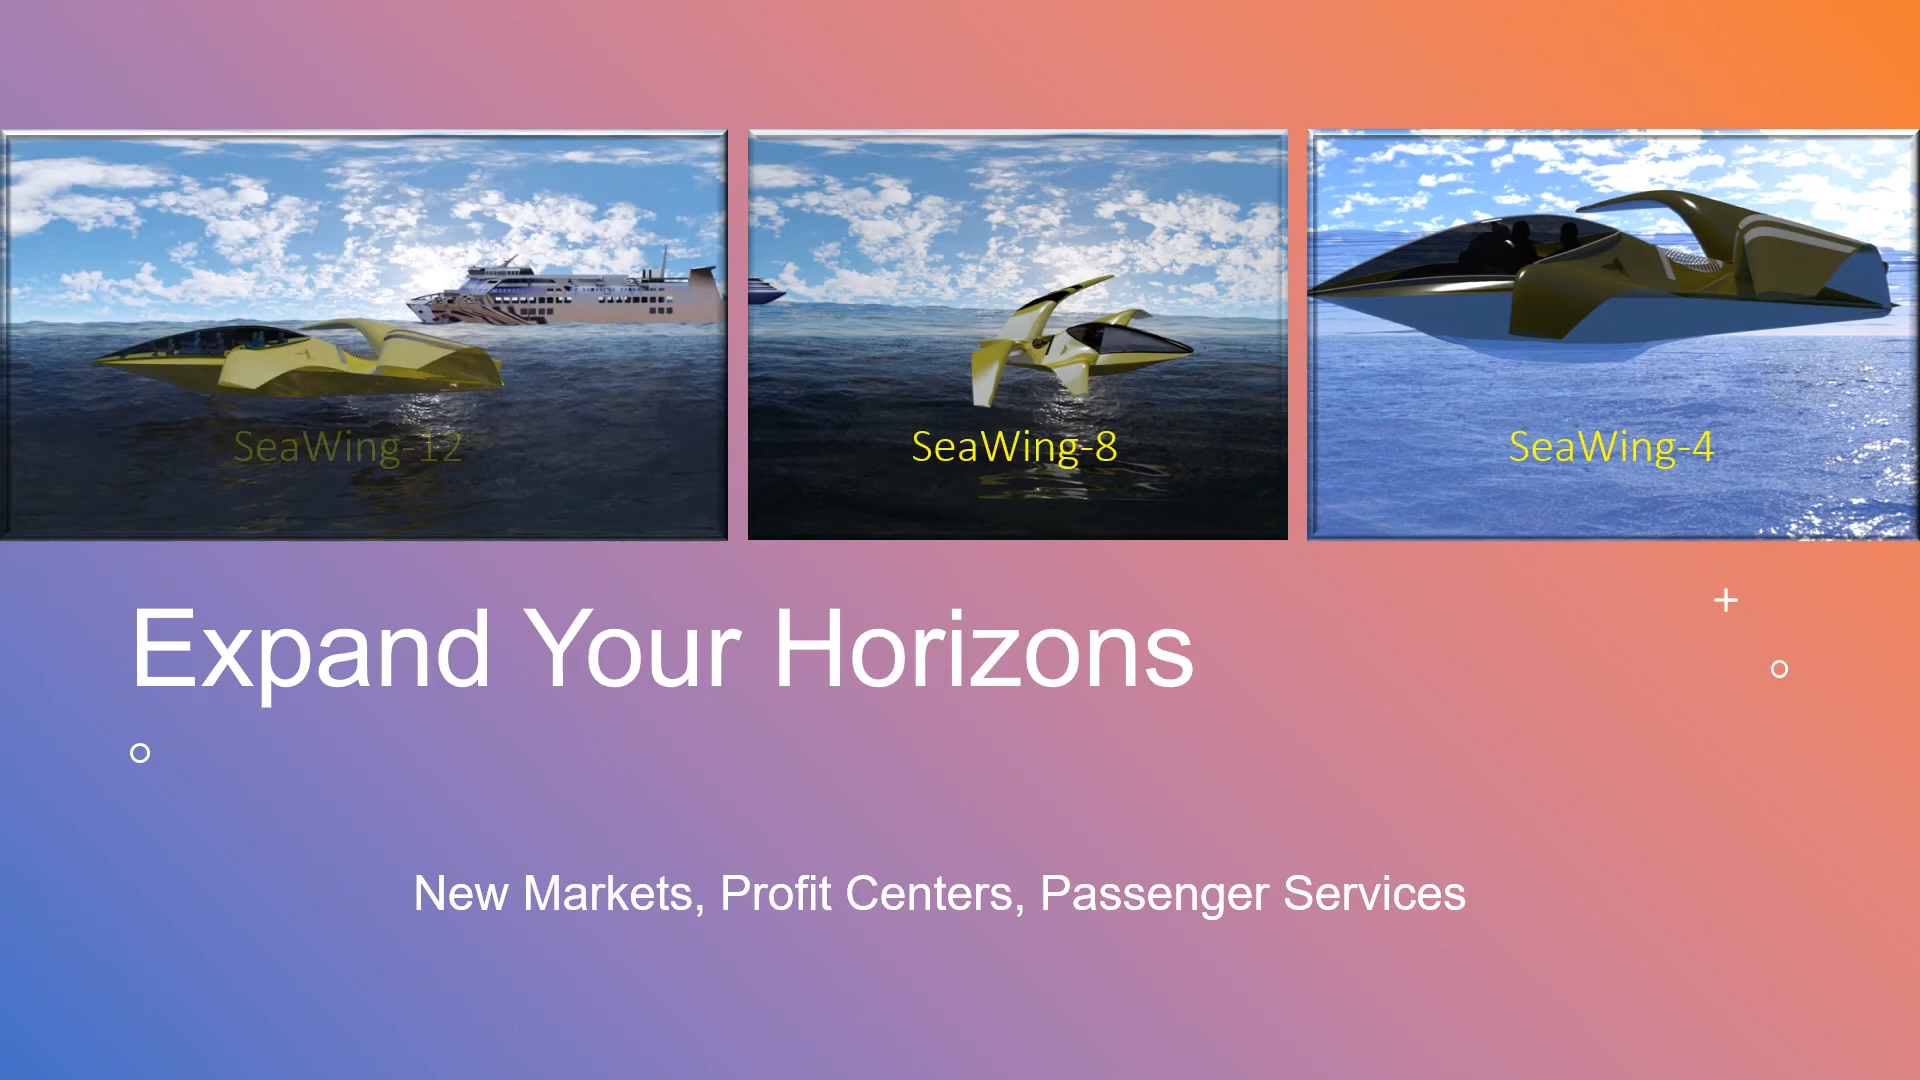 SeaWing-12
SeaWing-8
SeaWing-4
Expand Your Horizons
New Markets, Profit Centers, Passenger Services